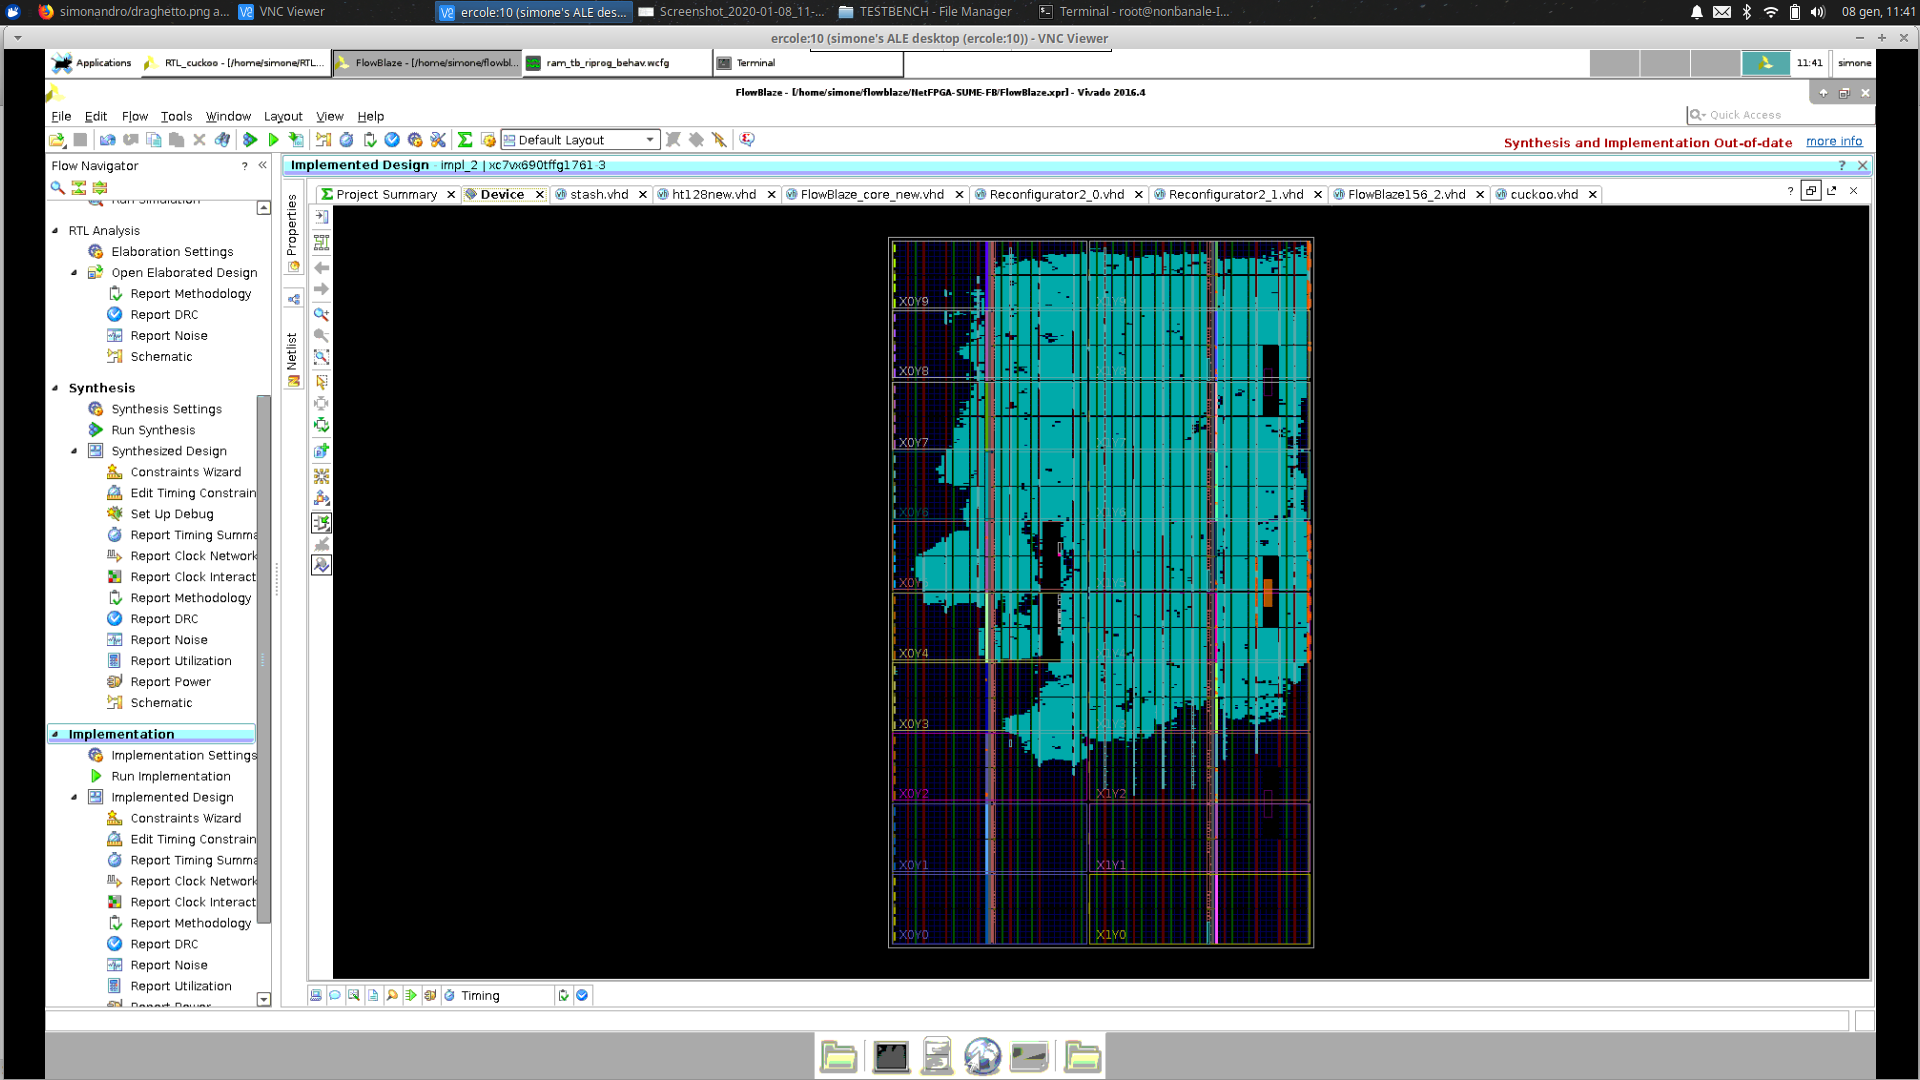 simonandro/draghetto.png a...
VNC Viewer
ercole:10 (simone's ALE des...
Screenshot_2020-01-08_11-...
TESTBENCH - File Manager
Terminal - root@nonbanale-I...
08 gen, 11:41
ercole:10 (simone's ALE desktop (ercole:10)) - VNC Viewer
Applications
RTL_cuckoo - [/home/simone/RTL...
FlowBlaze - [/home/simone/flowbl...
ram_tb_riprog_behav.wcfg
Terminal
11:41
simone
FlowBlaze - [/home/simone/flowblaze/NetFPGA-SUME-FB/FlowBlaze.xpr] - Vivado 2016.4
File Edit Flow Tools Window Layout View Help
Quick Access
Default Layout
Synthesis and Implementation Out-of-date more info
Flow Navigator
Implemented Design - impl_2 | xc7vx690tffg1761-3
Project Summary
Device
stash.vhd
ht128new.vhd
FlowBlaze_core_new.vhd
Reconfigurator2_0.vhd
Reconfigurator2_1.vhd
FlowBlaze156_2.vhd
cuckoo.vhd
Properties
Netlist
Run Simulation
RTL Analysis
Elaboration Settings
Open Elaborated Design
Report Methodology
Report DRC
Report Noise
Schematic
Synthesis
Synthesis Settings
Run Synthesis
Synthesized Design
Constraints Wizard
Edit Timing Constrain
Set Up Debug
Report Timing Summa
Report Clock Network
Report Clock Interact
Report Methodology
Report DRC
Report Noise
Report Utilization
Report Power
Schematic
Implementation
Implementation Settings
Run Implementation
Implemented Design
Constraints Wizard
Edit Timing Constrain
Report Timing Summa
Report Clock Network
Report Clock Interact
Report Methodology
Report DRC
Report Noise
Report Utilization
Report Power
X0Y9 X1Y9
X0Y8 X1Y8
X0Y7 X1Y7
X0Y6 X1Y6
X0Y5 X1Y5
X0Y4
X0Y3 X1Y3
X0Y2 X1Y2
X0Y1 X1Y1
X0Y0 X1Y0
Timing